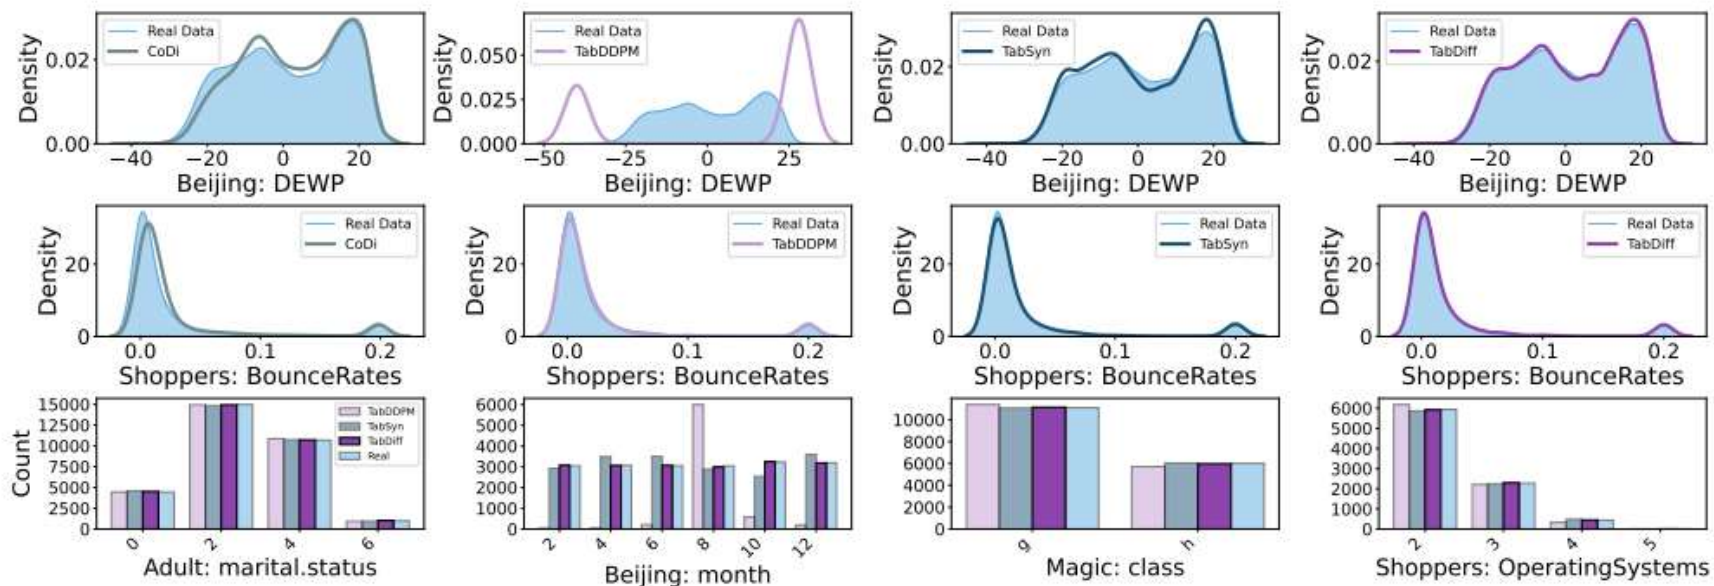 Density
0.02
0.00
Real Data
CoDi
−40 −20 0 20
Beijing: DEWP
Density
0.050
0.025
0.000
Real Data
TabDDPM
−50 −25 0 25
Beijing: DEWP
Density
0.02
0.00
Real Data
TabSyn
−40 −20 0 20
Beijing: DEWP
Density
0.02
0.00
Real Data
TabDiff
−40 −20 0 20
Beijing: DEWP
Density
20
0
Real Data
CoDi
0.0 0.1 0.2
Shoppers: BounceRates
Density
20
0
Real Data
TabDDPM
0.0 0.1 0.2
Shoppers: BounceRates
Density
20
0
Real Data
TabSyn
0.0 0.1 0.2
Shoppers: BounceRates
Density
20
0
Real Data
TabDiff
0.0 0.1 0.2
Shoppers: BounceRates
Count
15000
12500
10000
7500
5000
2500
0
TabDDPM
TabSyn
TabDiff
Real
0 2 4 6
Adult: marital.status
6000
5000
4000
3000
2000
1000
0
2 4 6 8 10 12
Beijing: month
10000
8000
6000
4000
2000
0
g h
Magic: class
6000
5000
4000
3000
2000
1000
0
2 3 4 5
Shoppers: OperatingSystems